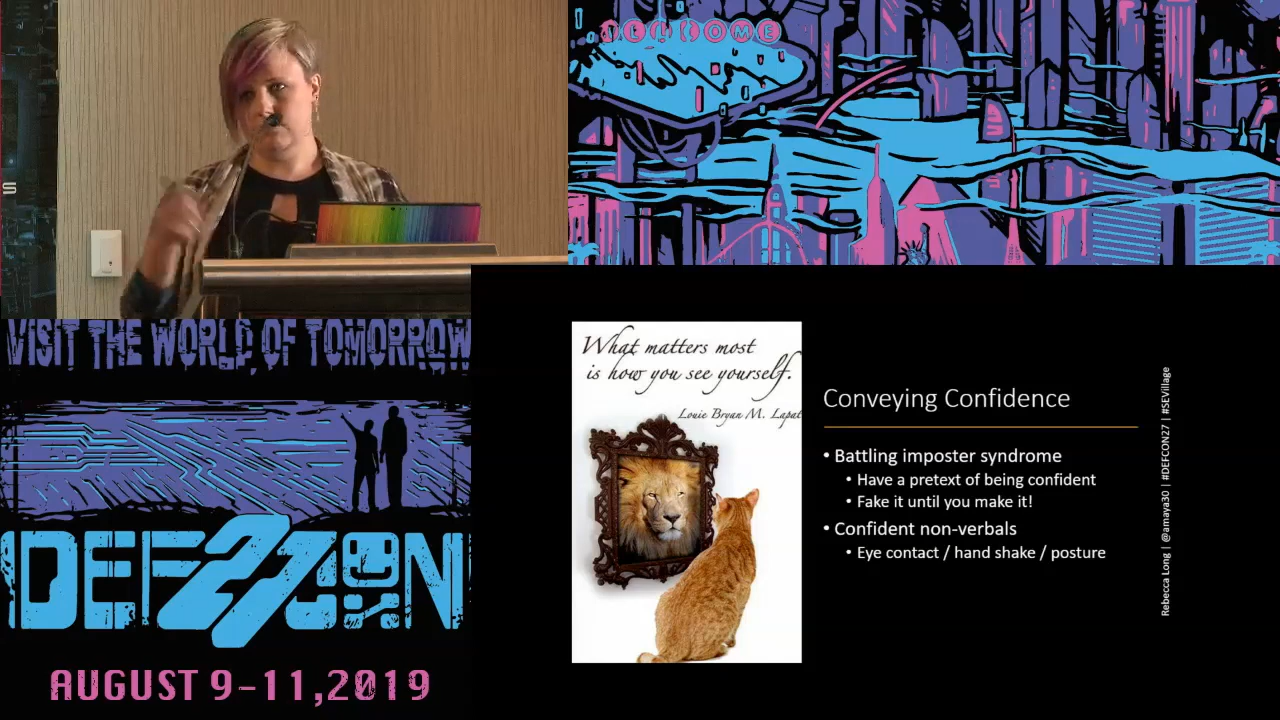 WELCOME
S
VISIT THE WORLD OF TOMORROW
DEF CON
27
AUGUST 9-11,2019
What matters most
is how you see yourself.
Louie Bryan M. Lapat
Conveying Confidence
• Battling imposter syndrome
• Have a pretext of being confident
• Fake it until you make it!
• Confident non-verbals
• Eye contact / hand shake / posture
Rebecca Long | @amaya30 | #DEFCON27 | #SEVillage